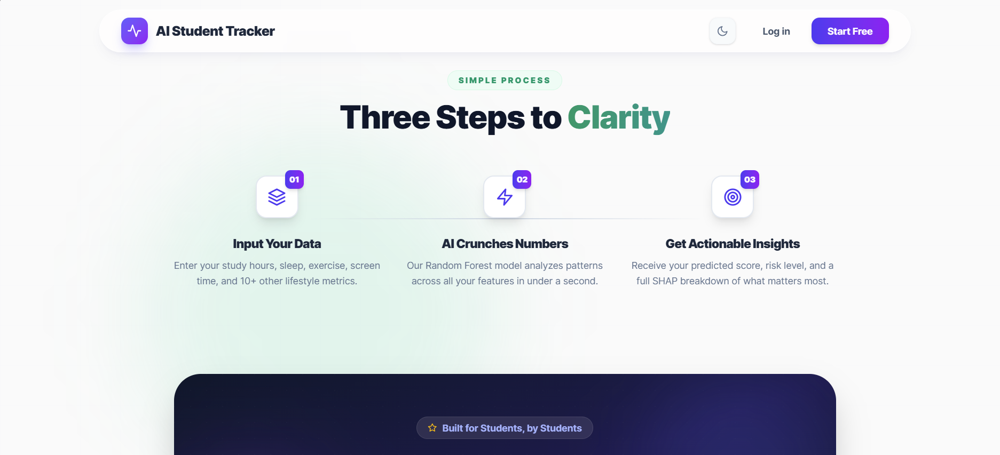 AI Student Tracker
Log in
Start Free
SIMPLE PROCESS
Three Steps to Clarity
01
02
03
Input Your Data
Enter your study hours, sleep, exercise, screen
time, and 10+ other lifestyle metrics.
AI Crunches Numbers
Our Random Forest model analyzes patterns
across all your features in under a second.
Get Actionable Insights
Receive your predicted score, risk level, and a
full SHAP breakdown of what matters most.
Built for Students, by Students